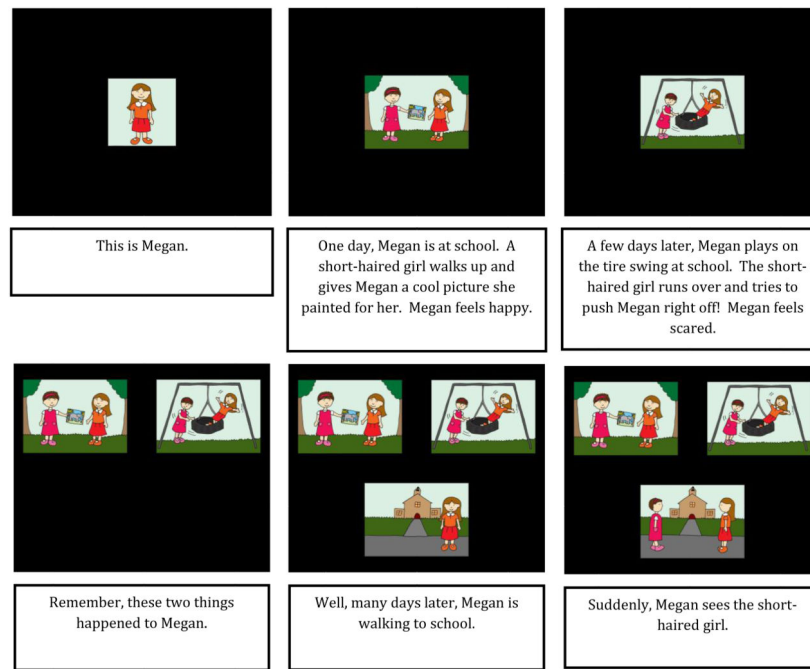 This is Megan.
One day, Megan is at school.  A
short-haired girl walks up and
gives Megan a cool picture she
painted for her.  Megan feels happy.
A few days later, Megan plays on
the tire swing at school.  The short-
haired girl runs over and tries to
push Megan right off!  Megan feels
scared.
Remember, these two things
happened to Megan.
Well, many days later, Megan is
walking to school.
Suddenly, Megan sees the short-
haired girl.